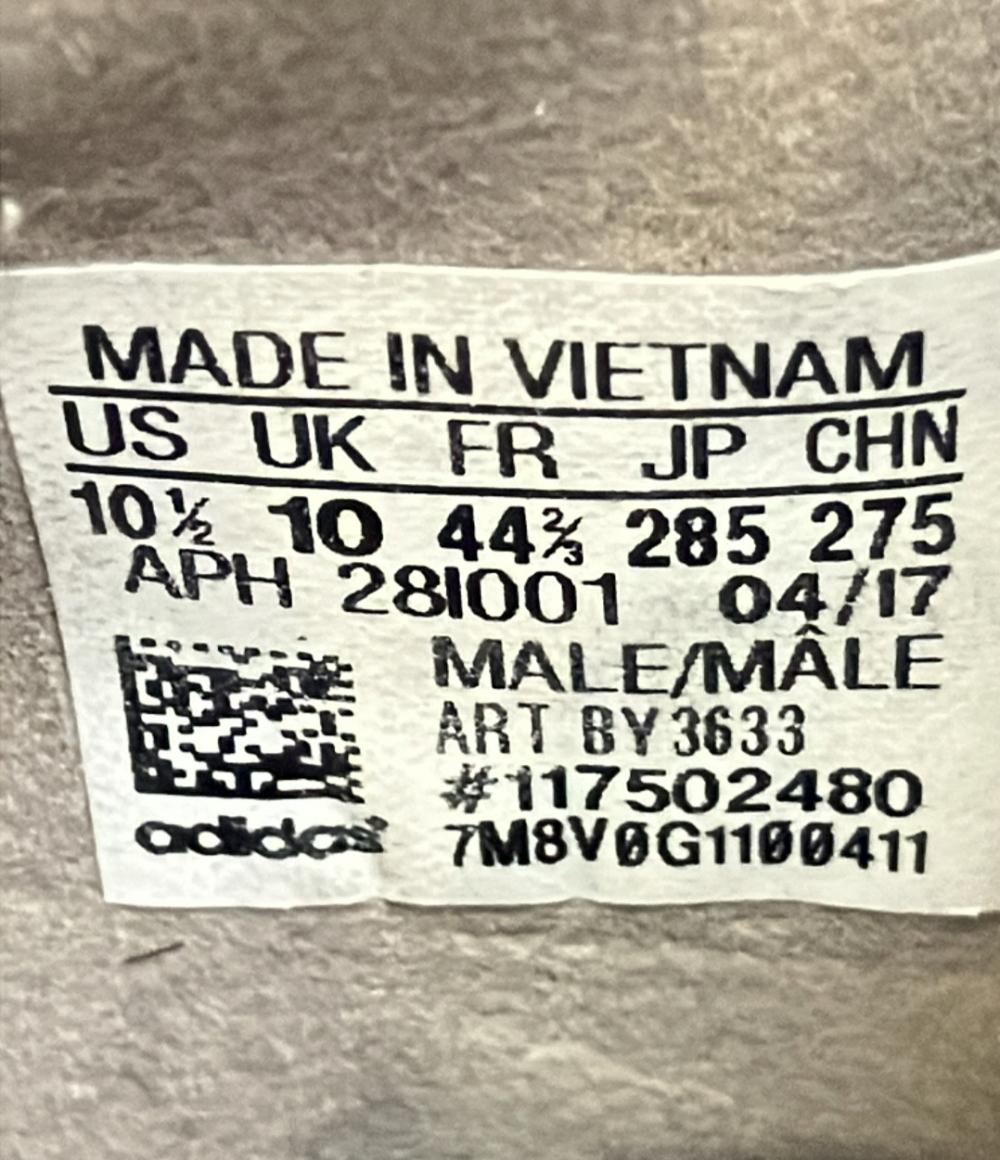 MADE IN VIETNAM
US UK FR JP CHN
10½ 10 44⅔ 285 275
APH 281001 04/17
MALE/MÂLE
ART BY3633
#117502480
adidas 7M8V0G1100411